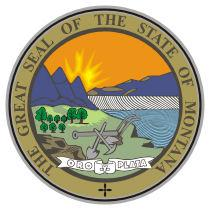 THE GREAT SEAL OF THE STATE OF MONTANA
ORO Y PLATA